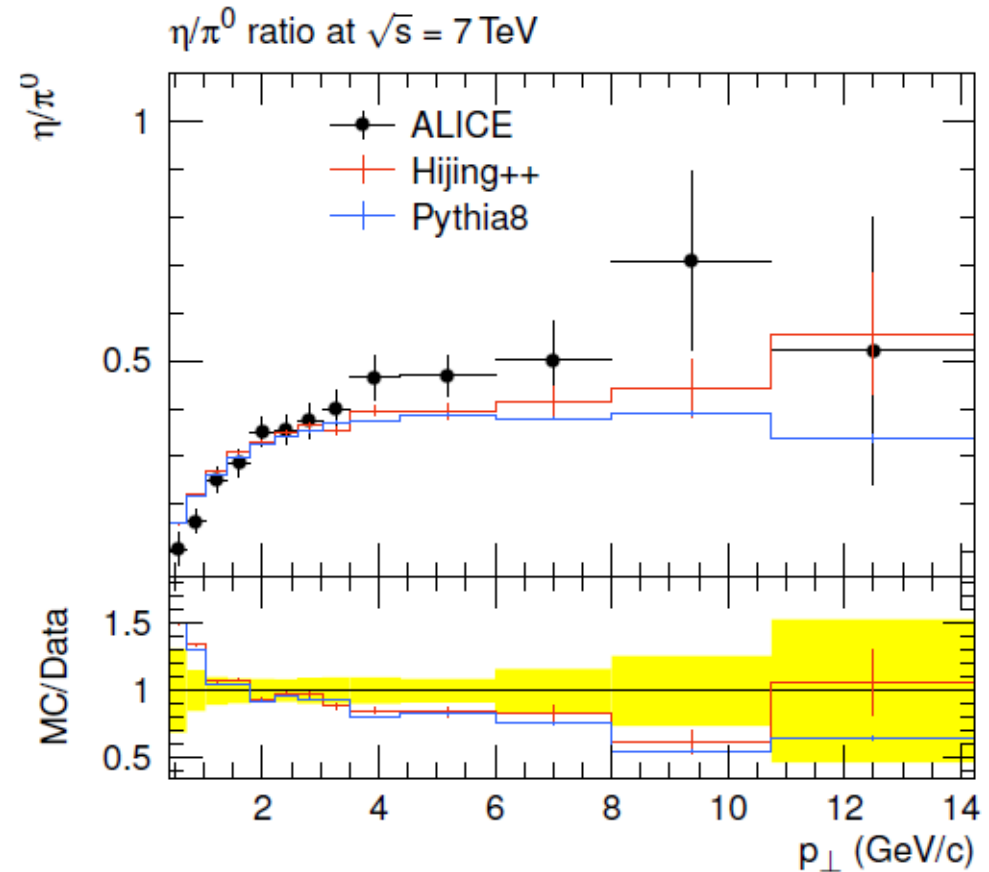 η/π⁰ ratio at √s = 7 TeV
η/π⁰
1
ALICE
Hijing++
Pythia8
0.5
MC/Data
1.5
1
0.5
2 4 6 8 10 12 14
p⊥ (GeV/c)